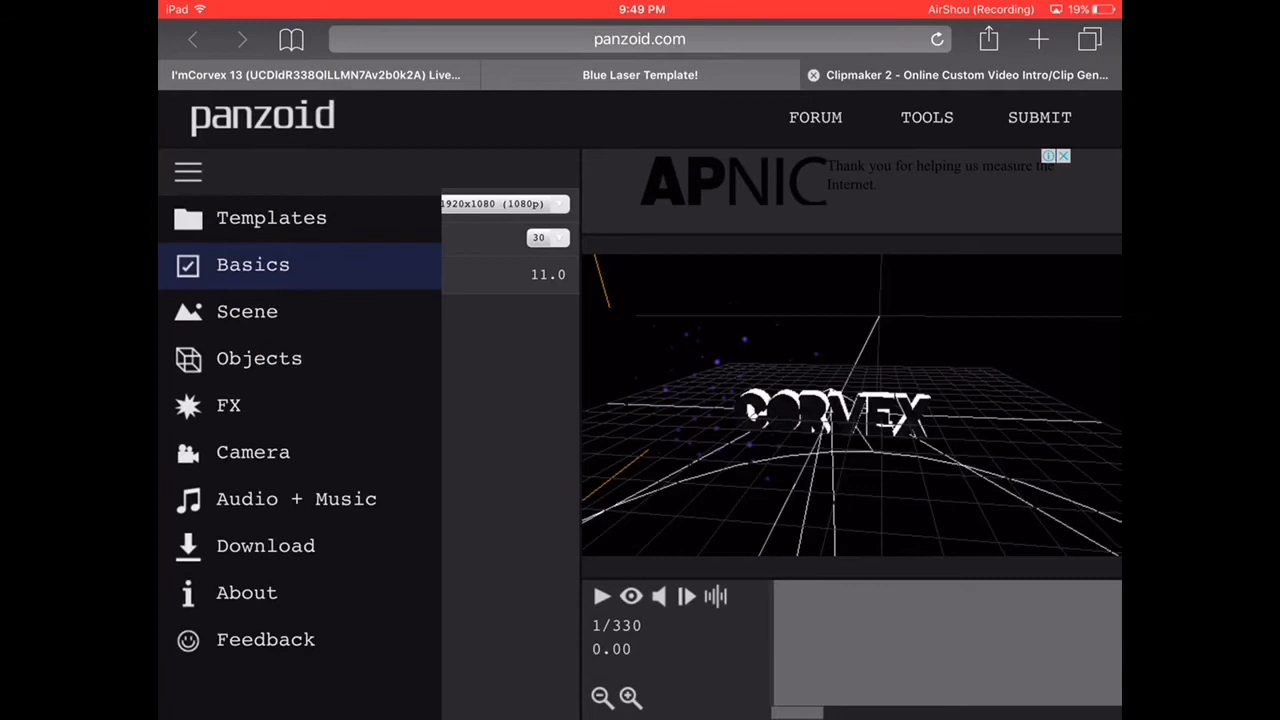 iPad 9:49 PM AirShou (Recording) 19%
panzoid.com
I'mCorvex 13 (UCDIdR338QILLMN7Av2b0k2A) Live... Blue Laser Template! Clipmaker 2 - Online Custom Video Intro/Clip Gen...
panzoid FORUM TOOLS SUBMIT
APNIC Thank you for helping us measure the
Internet.
Templates
Basics
Scene
Objects
FX
Camera
Audio + Music
Download
About
Feedback
1920x1080 (1080p)
30
11.0
CORVEX
1/330
0.00